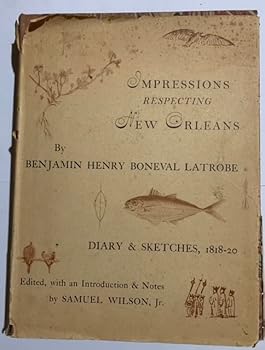 IMPRESSIONS
RESPECTING
NEW ORLEANS
By
BENJAMIN HENRY BONEVAL LATROBE
DIARY & SKETCHES, 1818-20
Edited, with an Introduction & Notes
by SAMUEL WILSON, Jr.